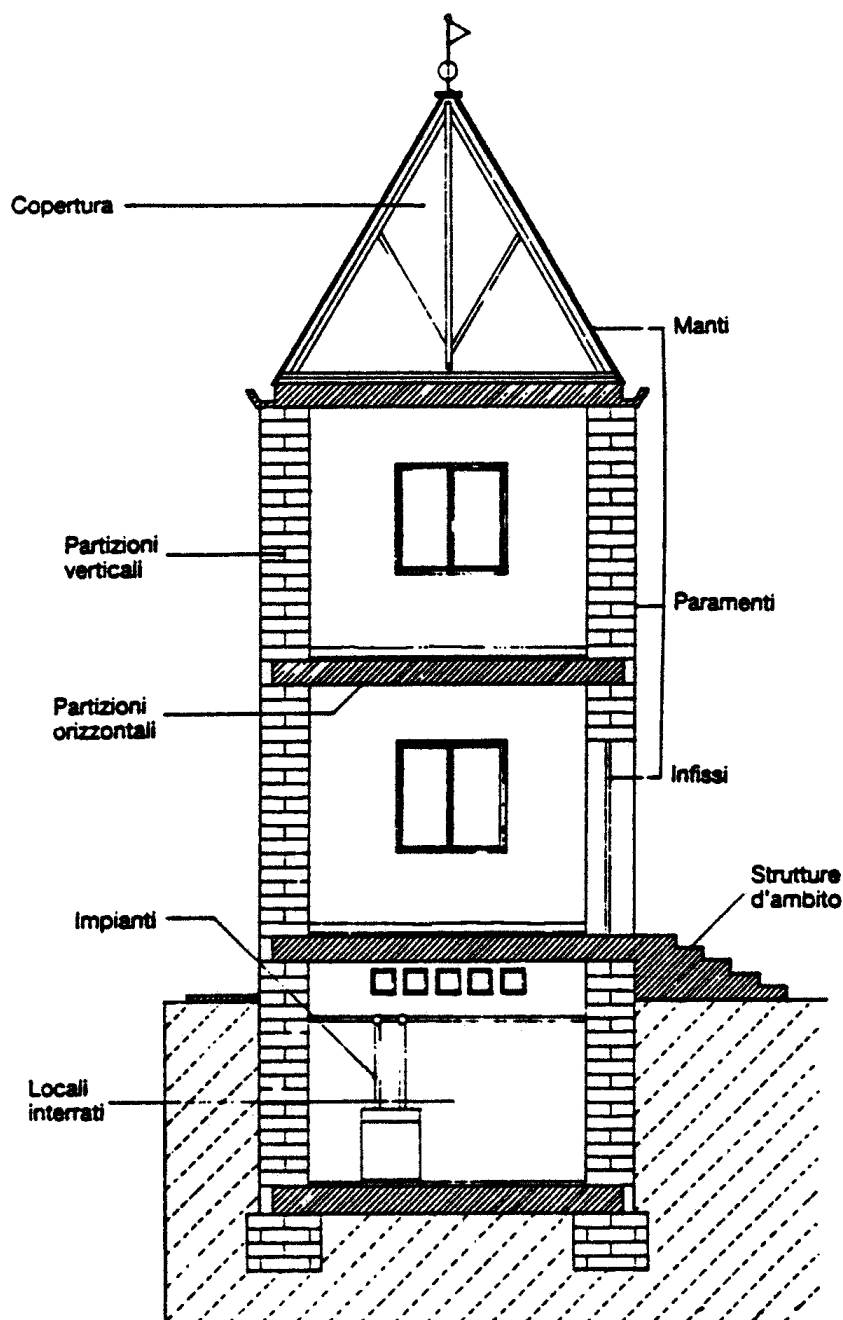 Copertura
Manti
Partizioni
verticali
Paramenti
Partizioni
orizzontali
Infissi
Strutture
d'ambito
Impianti
Locali
interrati